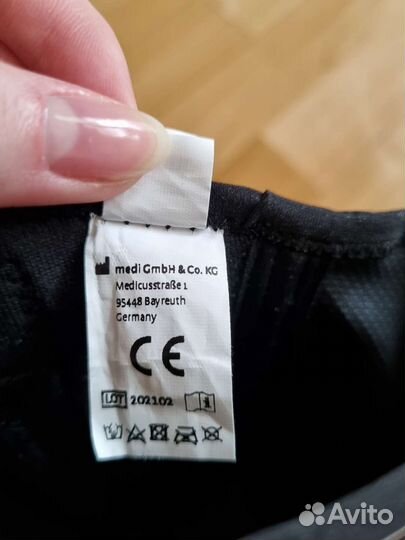 medi GmbH & Co. KG
Medicusstraße 1
95448 Bayreuth
Germany
CE
LOT 202102
Avito